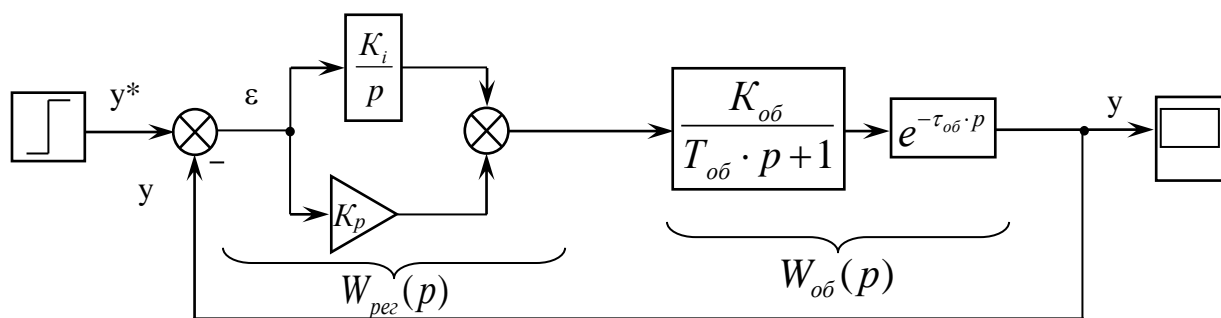 y*
ε
K_i
p
K_p
K_об
T_об · p + 1
e^{-τ_об · p}
y
−
y
W_рег(p)
W_об(p)